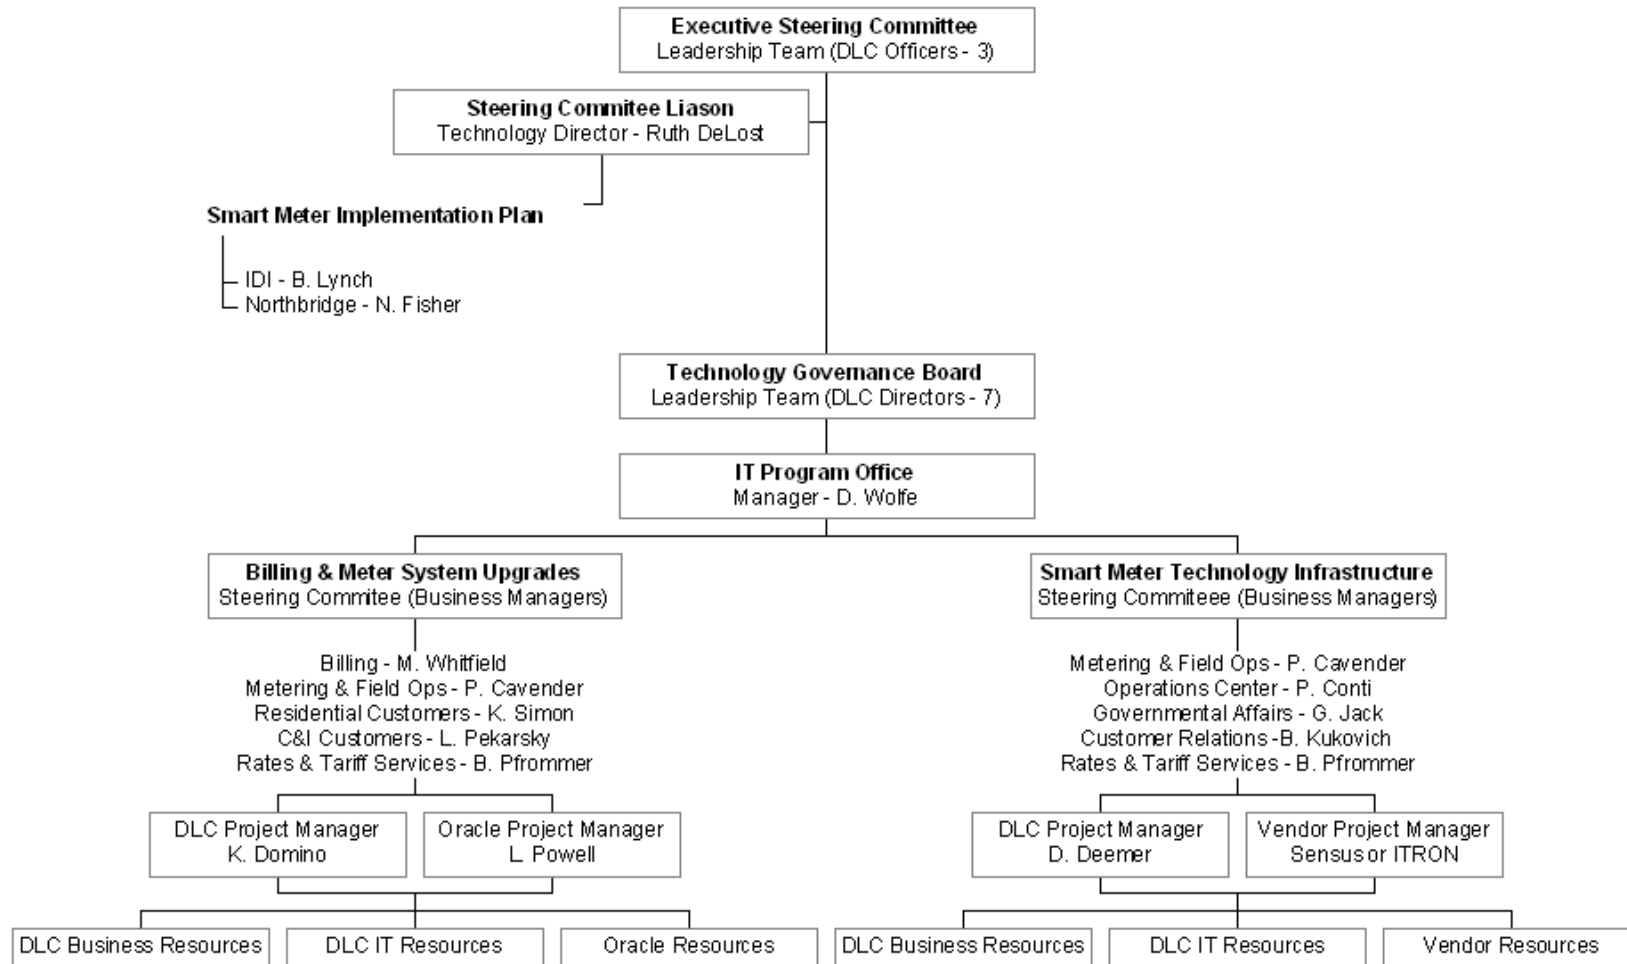 Executive Steering Committee
Leadership Team (DLC Officers - 3)
Steering Commitee Liason
Technology Director - Ruth DeLost
Smart Meter Implementation Plan
IDI - B. Lynch
Northbridge - N. Fisher
Technology Governance Board
Leadership Team (DLC Directors - 7)
IT Program Office
Manager - D. Wolfe
Billing & Meter System Upgrades
Steering Commitee (Business Managers)
Billing - M. Whitfield
Metering & Field Ops - P. Cavender
Residential Customers - K. Simon
C&I Customers - L. Pekarsky
Rates & Tariff Services - B. Pfrommer
DLC Project Manager
K. Domino
Oracle Project Manager
L. Powell
DLC Business Resources
DLC IT Resources
Oracle Resources
Smart Meter Technology Infrastructure
Steering Commiteee (Business Managers)
Metering & Field Ops - P. Cavender
Operations Center - P. Conti
Governmental Affairs - G. Jack
Customer Relations -B. Kukovich
Rates & Tariff Services - B. Pfrommer
DLC Project Manager
D. Deemer
Vendor Project Manager
Sensus or ITRON
DLC Business Resources
DLC IT Resources
Vendor Resources